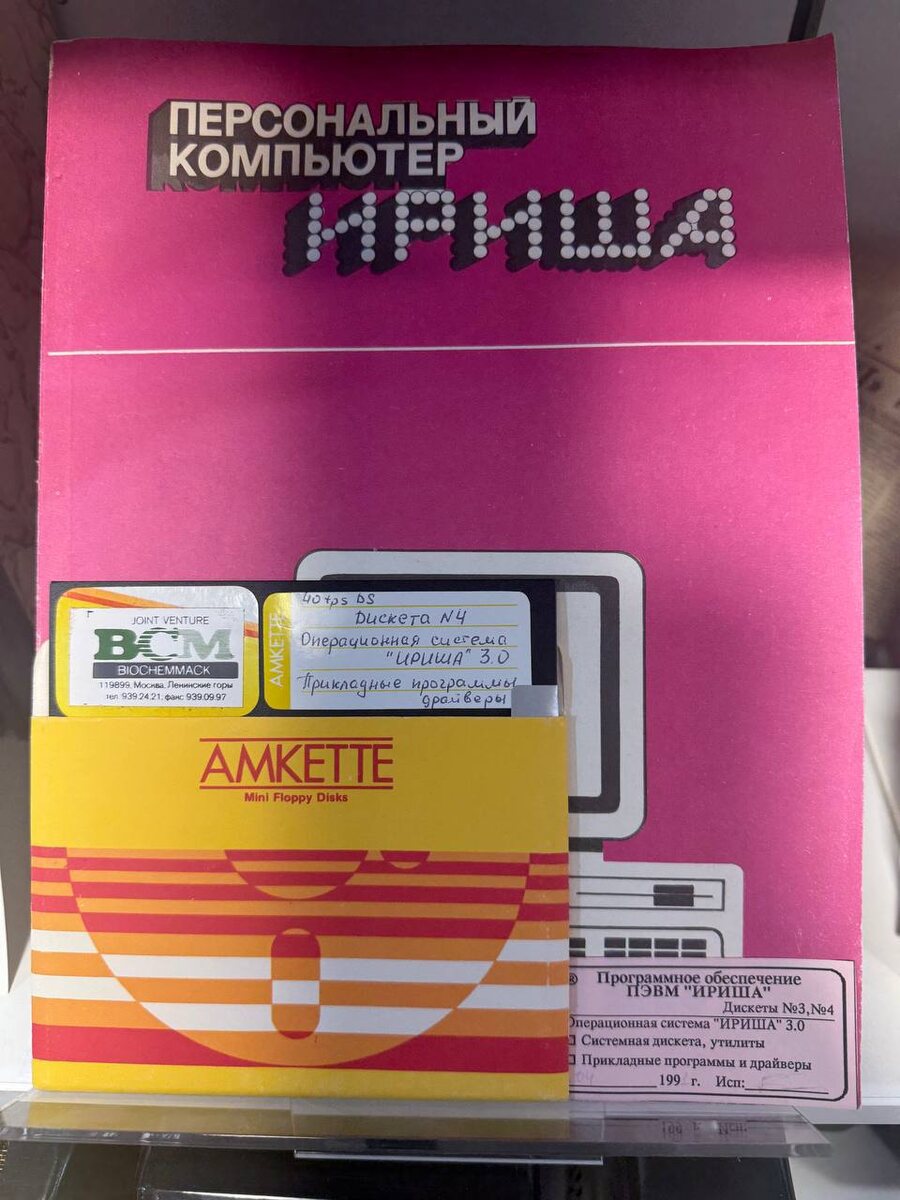 ПЕРСОНАЛЬНЫЙ
КОМПЬЮТЕР
ИРИША
JOINT VENTURE
BCM
BIOCHEMMACK
119899, Москва, Ленинские горы
тел. 939.24.21, факс 939.09.97
AMKETTE
40tps DS
Дискета N4
Операционная система
"ИРИША" 3.0
Прикладные программы
драйверы
AMKETTE
Mini Floppy Disks
® Программное обеспечение
ПЭВМ "ИРИША"
Дискеты №3,№4
Операционная система "ИРИША" 3.0
Системная дискета, утилиты
Прикладные программы и драйверы
199 г. Исп: